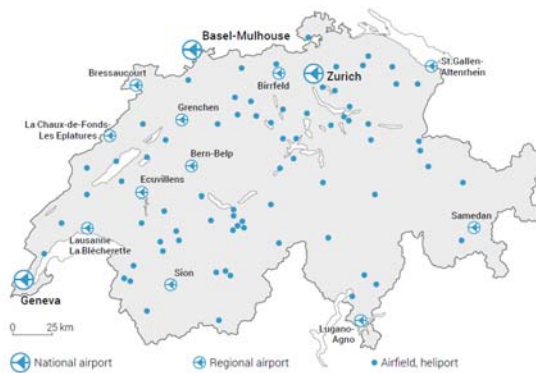 Basel-Mulhouse
St.Gallen-
Altenrhein
Bressaucourt
Birrfeld
Zurich
Grenchen
La Chaux-de-Fonds-
Les Eplatures
Bern-Belp
Ecuvillens
Lausanne
La Blécherette
Samedan
Sion
Geneva
Lugano-
Agno
0 25 km
National airport
Regional airport
Airfield, heliport